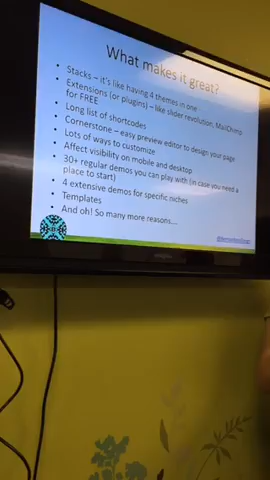 What makes it great?
• Stacks – it's like having 4 themes in one
• Extensions (or plugins) – like slider revolution, MailChimp
for FREE
• Long list of shortcodes
• Cornerstone – easy preview editor to design your page
• Lots of ways to customize
• Affect visibility on mobile and desktop
• 30+ regular demos you can play with (in case you need a
place to start)
• 4 extensive demos for specific niches
• Templates
• And oh! So many more reasons….